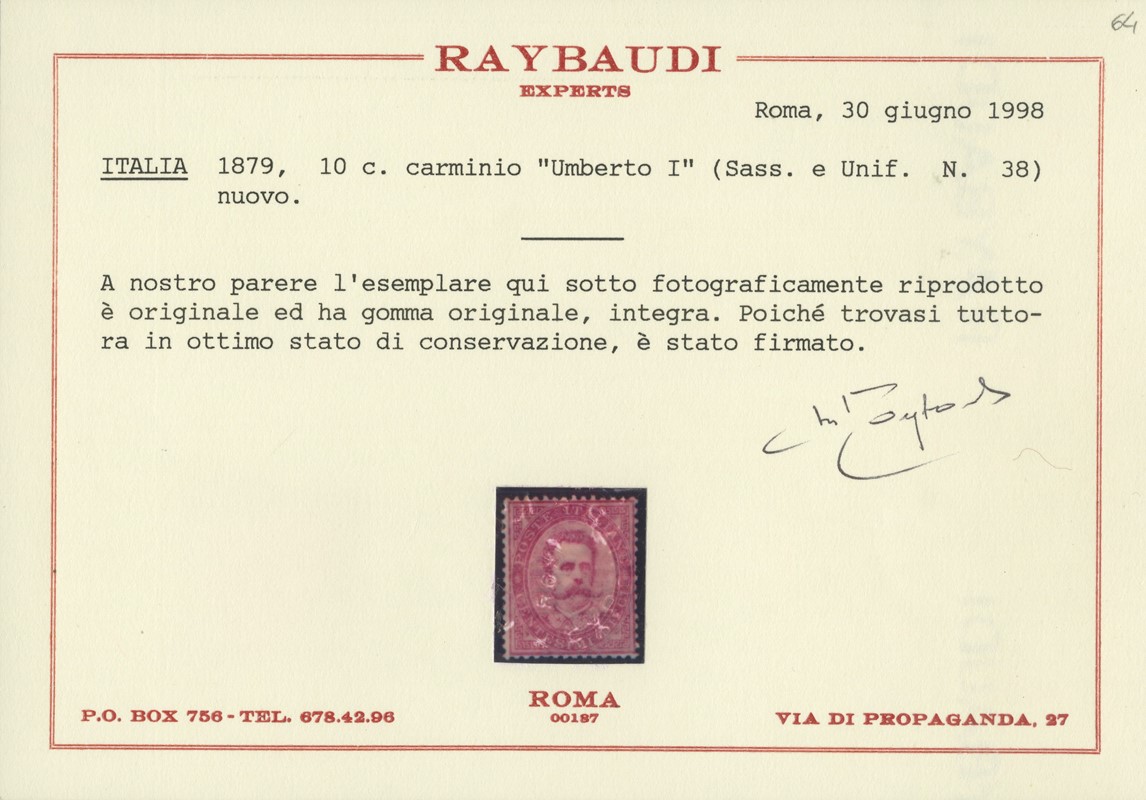 64
RAYBAUDI
EXPERTS
Roma, 30 giugno 1998
ITALIA 1879, 10 c. carminio "Umberto I" (Sass. e Unif. N. 38)
nuovo.
A nostro parere l'esemplare qui sotto fotograficamente riprodotto
è originale ed ha gomma originale, integra. Poiché trovasi tutto-
ra in ottimo stato di conservazione, è stato firmato.
POSTE ITALIANE
ROMA
00187
P.O. BOX 756 - TEL. 678.42.96
VIA DI PROPAGANDA, 27